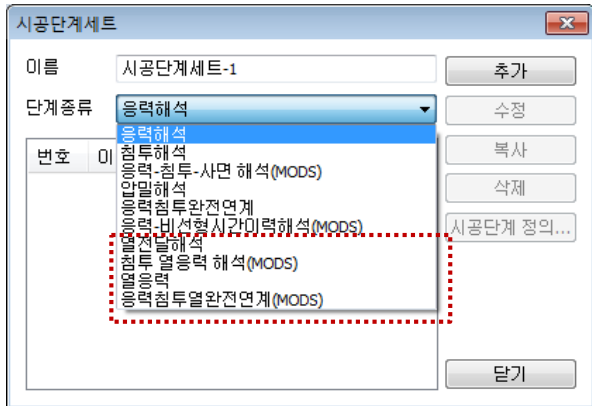 시공단계세트
이름 시공단계세트-1 추가
단계종류 응력해석 수정
응력해석
번호 이 침투해석 복사
응력-침투-사면 해석(MODS)
압밀해석 삭제
응력침투완전연계
응력-비선형시간이력해석(MODS) 시공단계 정의...
열전달해석
침투 열응력 해석(MODS)
열응력
응력침투열완전연계(MODS)
닫기